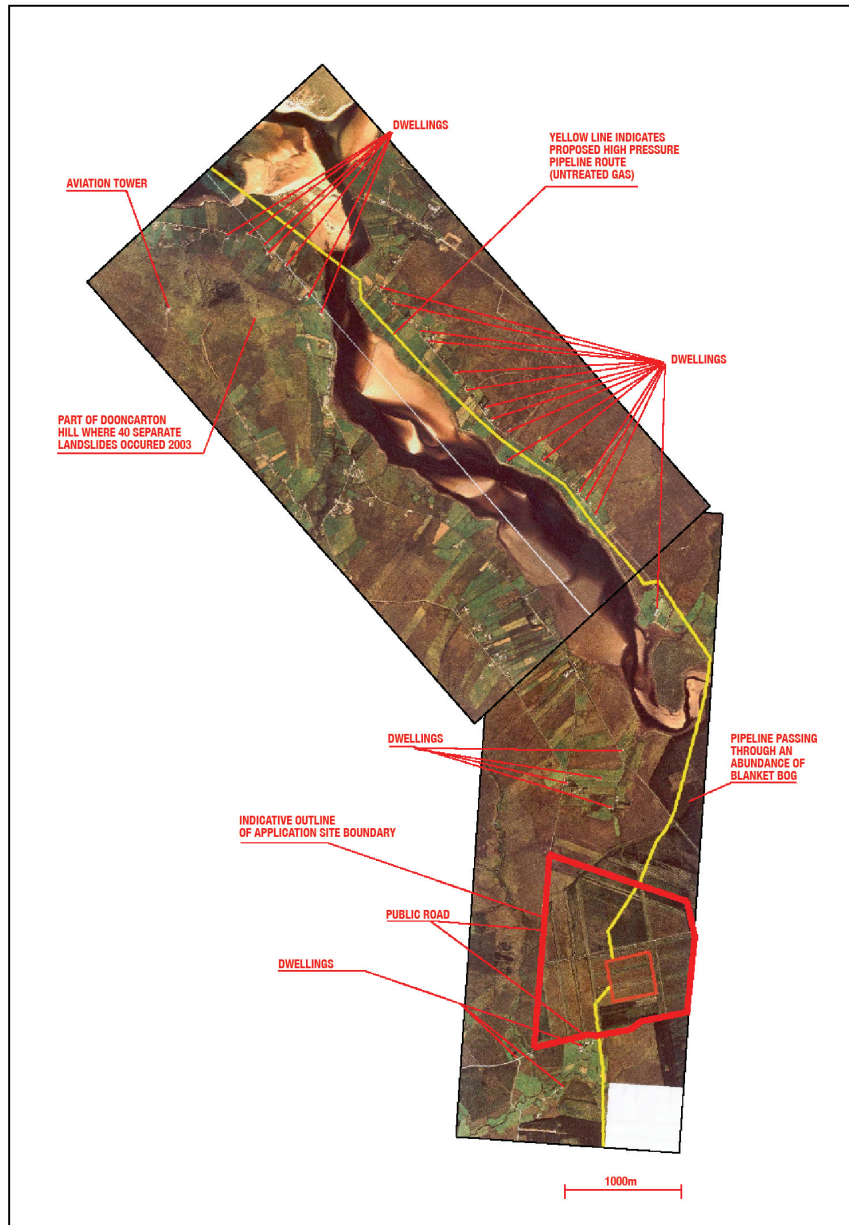 DWELLINGS
YELLOW LINE INDICATES
PROPOSED HIGH PRESSURE
PIPELINE ROUTE
(UNTREATED GAS)
AVIATION TOWER
DWELLINGS
PART OF DOONCARTON
HILL WHERE 40 SEPARATE
LANDSLIDES OCCURED 2003
DWELLINGS
PIPELINE PASSING
THROUGH AN
ABUNDANCE OF
BLANKET BOG
INDICATIVE OUTLINE
OF APPLICATION SITE BOUNDARY
PUBLIC ROAD
DWELLINGS
1000m